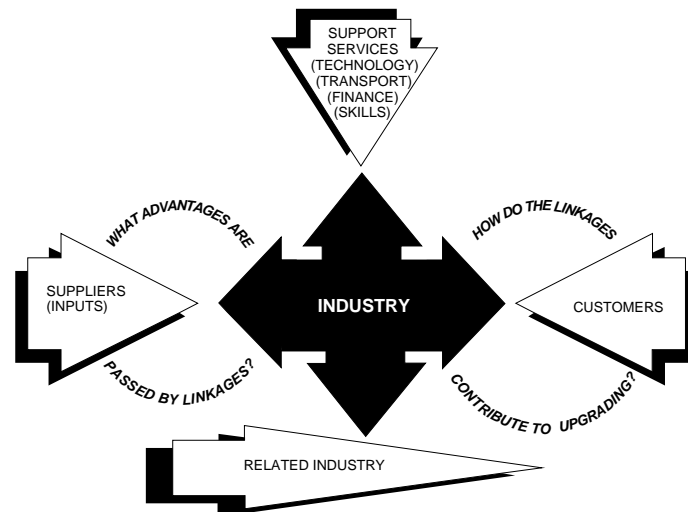 SUPPORT
SERVICES
(TECHNOLOGY)
(TRANSPORT)
(FINANCE)
(SKILLS)
WHAT ADVANTAGES ARE
HOW DO THE LINKAGES
SUPPLIERS
(INPUTS)
INDUSTRY
CUSTOMERS
PASSED BY LINKAGES?
CONTRIBUTE TO UPGRADING?
RELATED INDUSTRY